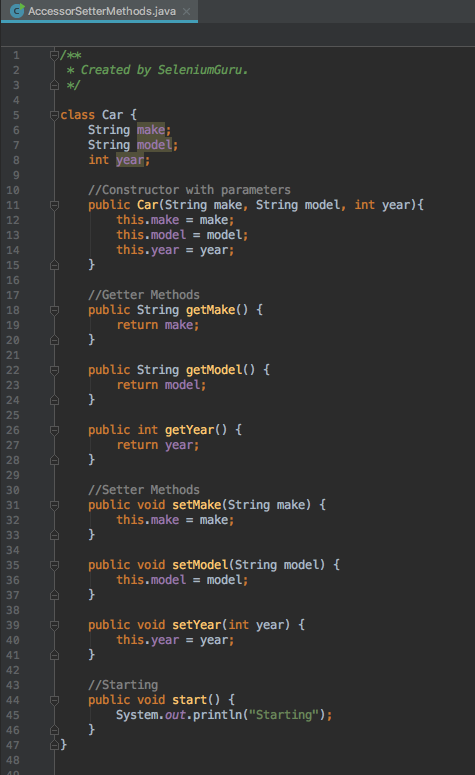 AccessorSetterMethods.java
1 /**
2  * Created by SeleniumGuru.
3  */
4
5 class Car {
6     String make;
7     String model;
8     int year;
9
10     //Constructor with parameters
11     public Car(String make, String model, int year){
12         this.make = make;
13         this.model = model;
14         this.year = year;
15     }
16
17     //Getter Methods
18     public String getMake() {
19         return make;
20     }
21
22     public String getModel() {
23         return model;
24     }
25
26     public int getYear() {
27         return year;
28     }
29
30     //Setter Methods
31     public void setMake(String make) {
32         this.make = make;
33     }
34
35     public void setModel(String model) {
36         this.model = model;
37     }
38
39     public void setYear(int year) {
40         this.year = year;
41     }
42
43     //Starting
44     public void start() {
45         System.out.println("Starting");
46     }
47 }
48
49